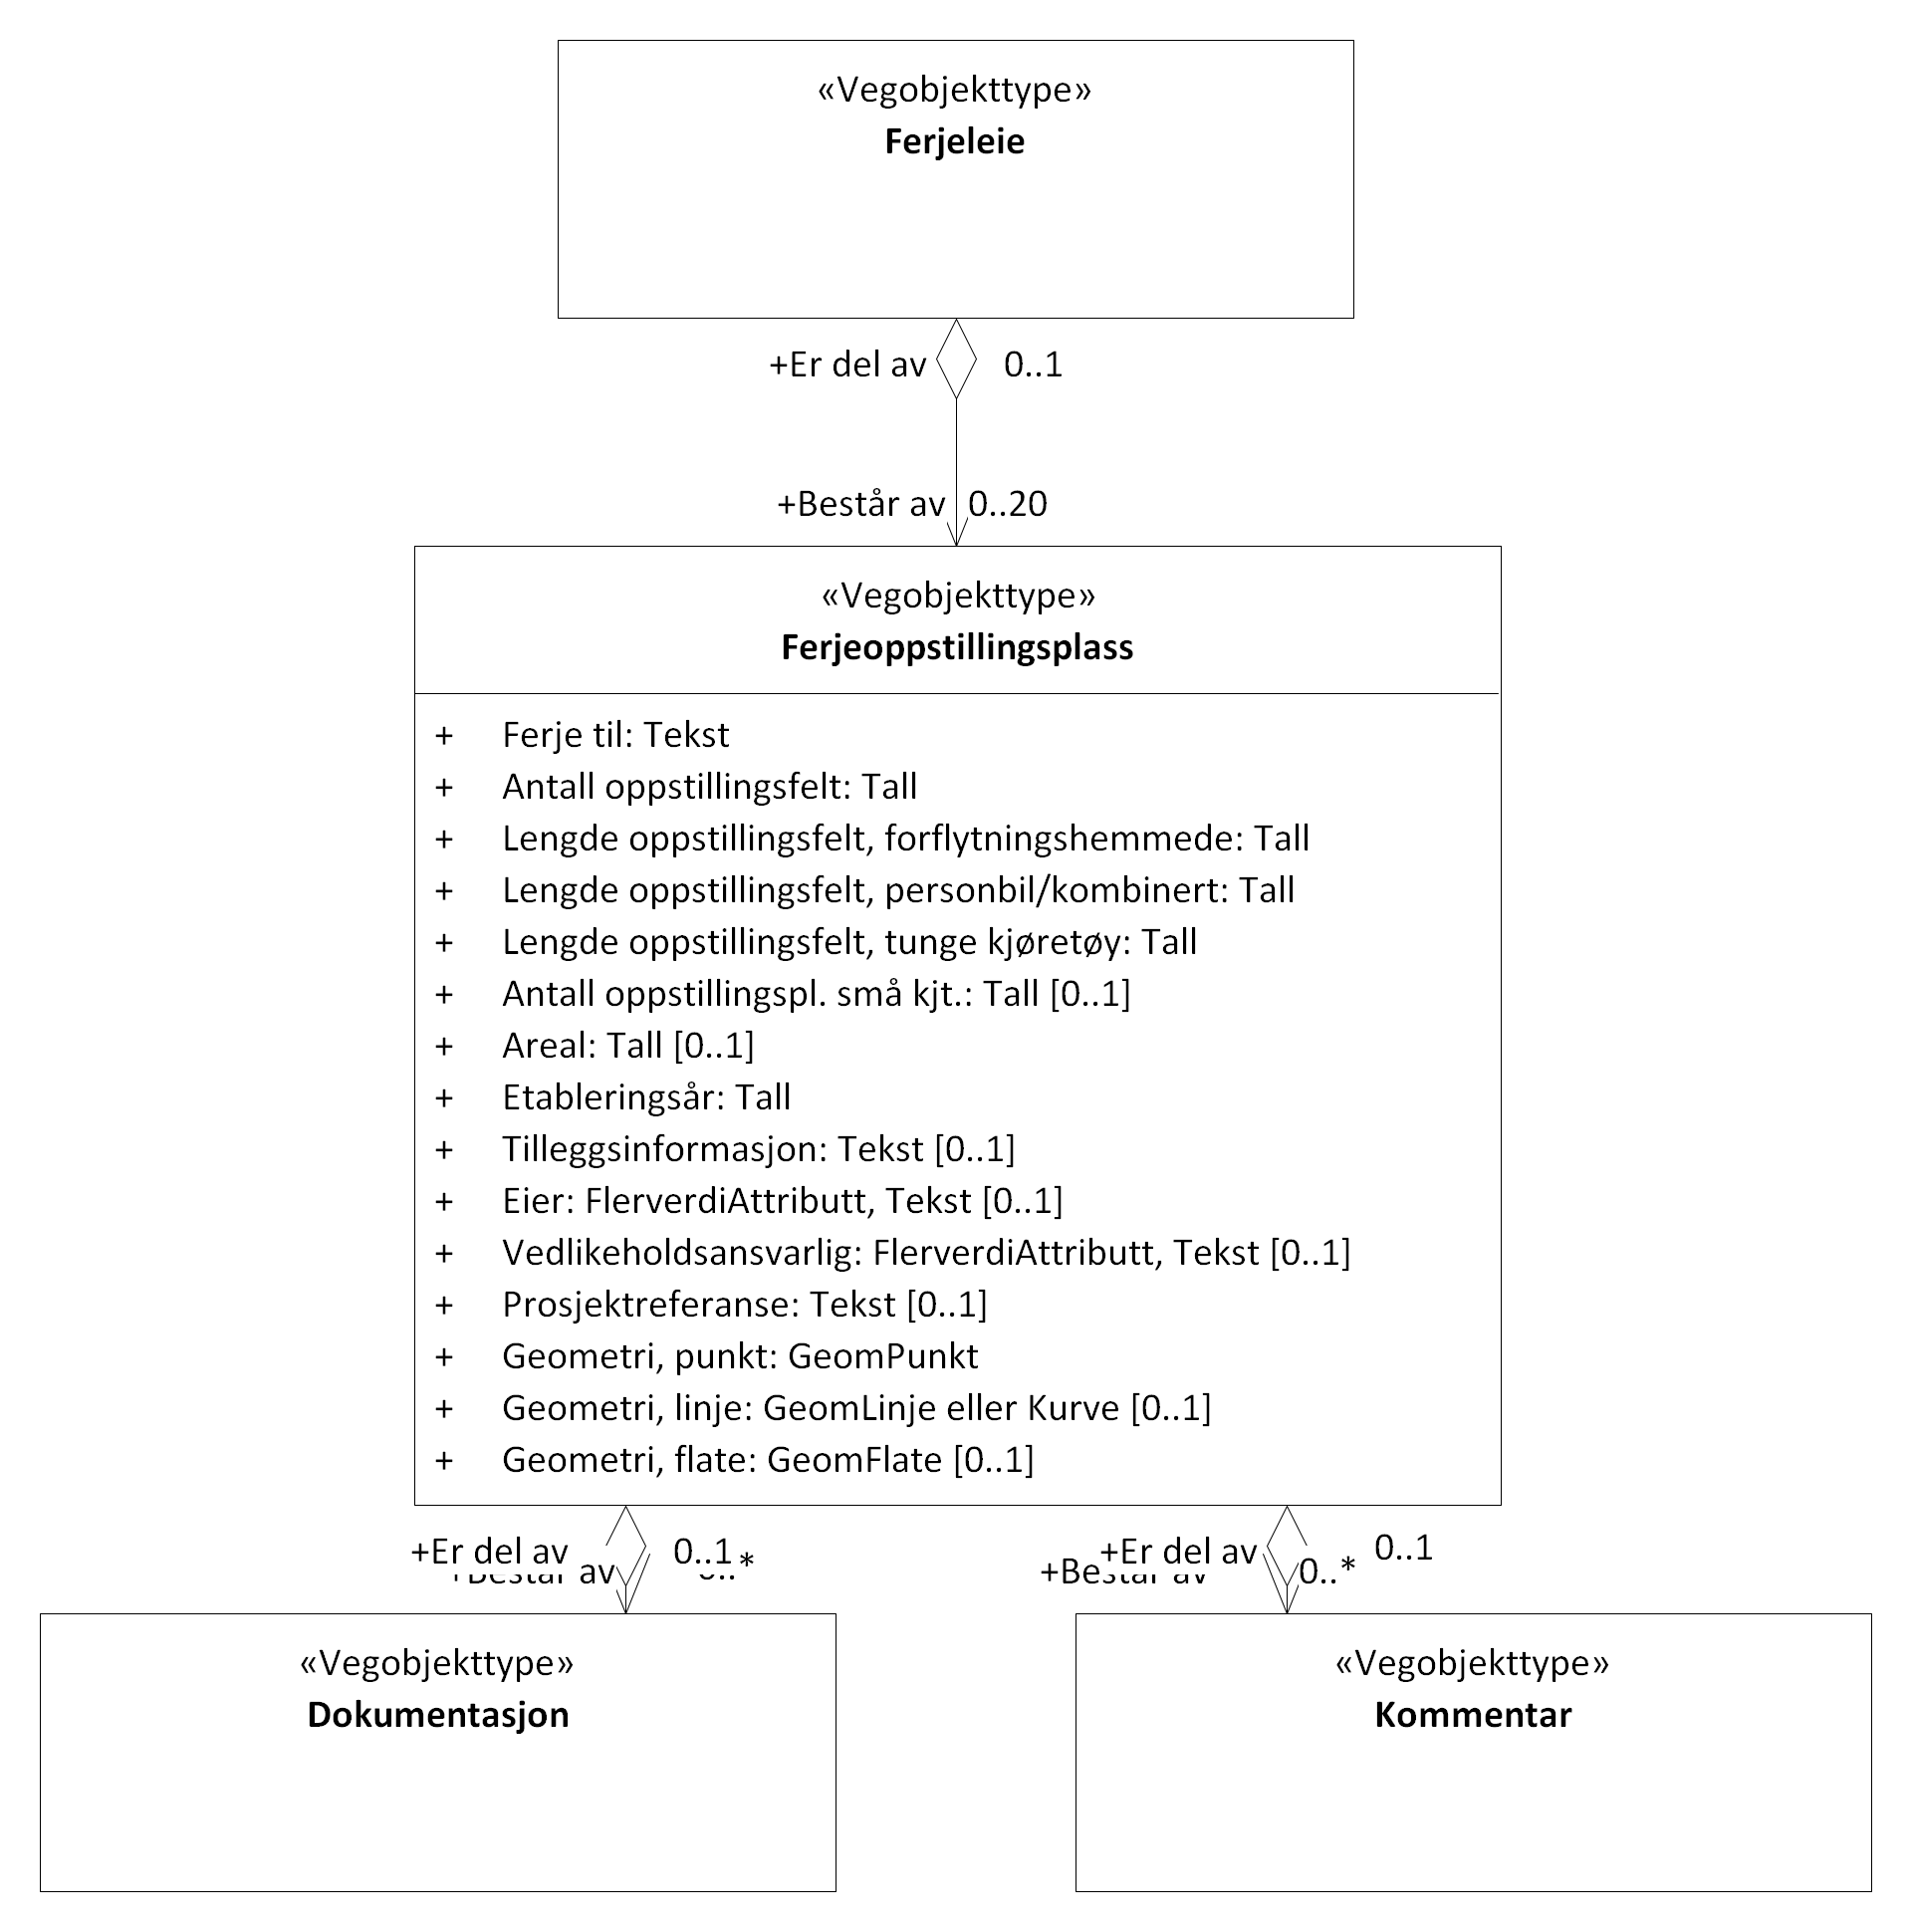 «Vegobjekttype»
Ferjeleie
+Er del av 0..1
+Består av 0..20
«Vegobjekttype»
Ferjeoppstillingsplass
+ Ferje til: Tekst
+ Antall oppstillingsfelt: Tall
+ Lengde oppstillingsfelt, forflytningshemmede: Tall
+ Lengde oppstillingsfelt, personbil/kombinert: Tall
+ Lengde oppstillingsfelt, tunge kjøretøy: Tall
+ Antall oppstillingspl. små kjt.: Tall [0..1]
+ Areal: Tall [0..1]
+ Etableringsår: Tall
+ Tilleggsinformasjon: Tekst [0..1]
+ Eier: FlerverdiAttributt, Tekst [0..1]
+ Vedlikeholdsansvarlig: FlerverdiAttributt, Tekst [0..1]
+ Prosjektreferanse: Tekst [0..1]
+ Geometri, punkt: GeomPunkt
+ Geometri, linje: GeomLinje eller Kurve [0..1]
+ Geometri, flate: GeomFlate [0..1]
+Er del av 0..1
+Består av 0..*
+Er del av 0..1
+Består av 0..*
«Vegobjekttype»
Dokumentasjon
«Vegobjekttype»
Kommentar